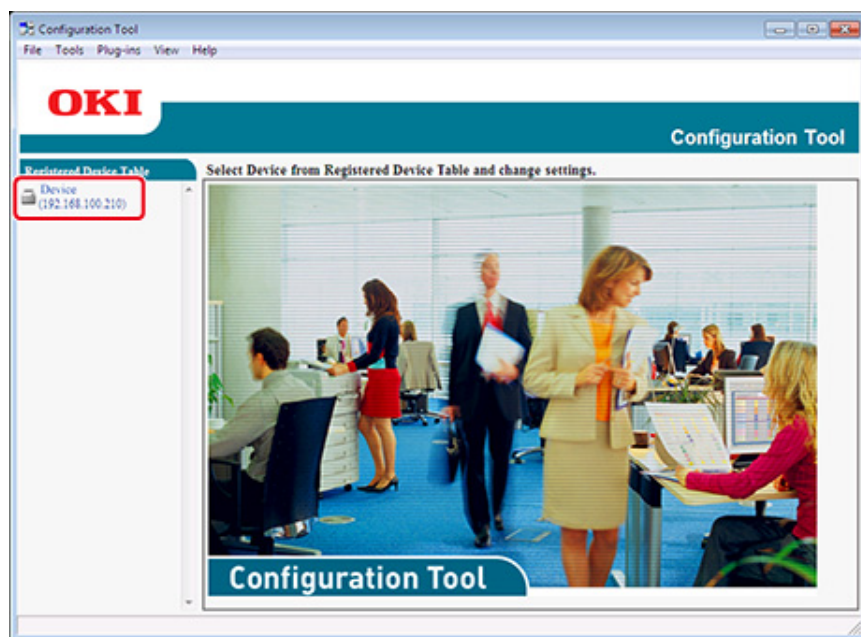 Configuration Tool
File Tools Plug-ins View Help
OKI
Configuration Tool
Registered Device Table
Select Device from Registered Device Table and change settings.
Device
(192.168.100.210)
Configuration Tool